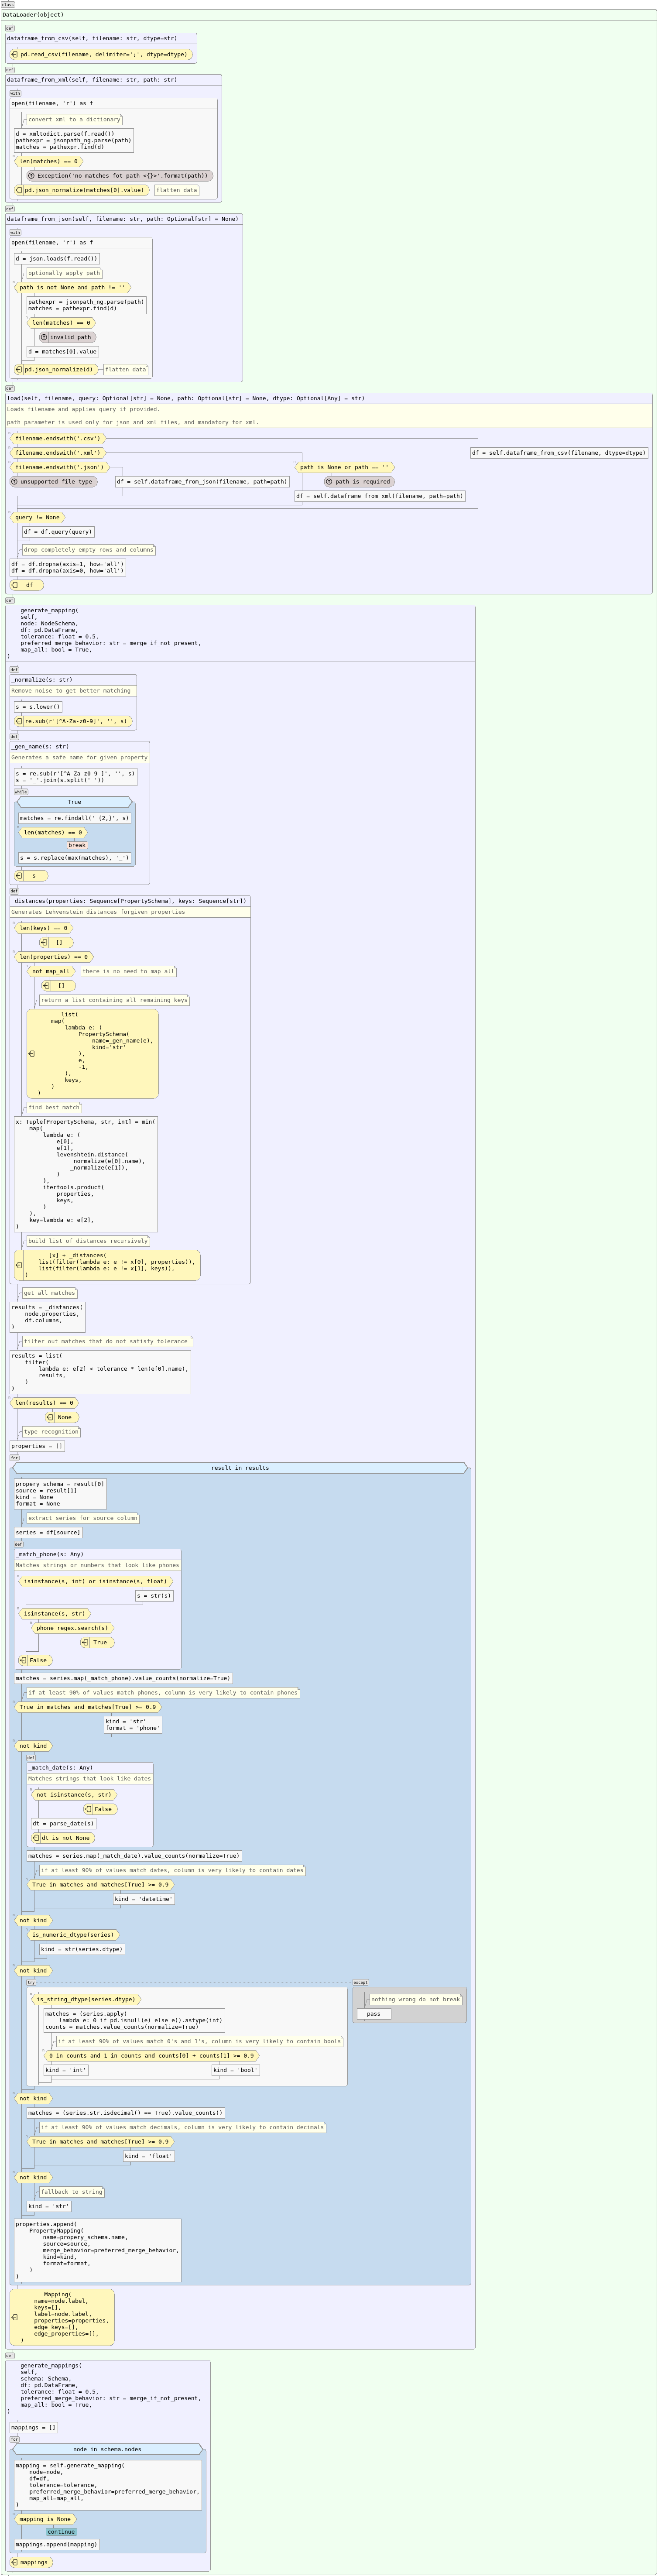 class
DataLoader(object)
def
dataframe_from_csv(self, filename: str, dtype=str)
pd.read_csv(filename, delimiter=';', dtype=dtype)
def
dataframe_from_xml(self, filename: str, path: str)
with
open(filename, 'r') as f
convert xml to a dictionary
d = xmltodict.parse(f.read())
pathexpr = jsonpath_ng.parse(path)
matches = pathexpr.find(d)
len(matches) == 0
Exception('no matches fot path <{}>'.format(path))
pd.json_normalize(matches[0].value)
flatten data
def
dataframe_from_json(self, filename: str, path: Optional[str] = None)
with
open(filename, 'r') as f
d = json.loads(f.read())
optionally apply path
path is not None and path != ''
pathexpr = jsonpath_ng.parse(path)
matches = pathexpr.find(d)
len(matches) == 0
invalid path
d = matches[0].value
pd.json_normalize(d)
flatten data
def
load(self, filename, query: Optional[str] = None, path: Optional[str] = None, dtype: Optional[Any] = str)
Loads filename and applies query if provided.
path parameter is used only for json and xml files, and mandatory for xml.
filename.endswith('.csv')
filename.endswith('.xml')
df = self.dataframe_from_csv(filename, dtype=dtype)
filename.endswith('.json')
path is None or path == ''
unsupported file type
df = self.dataframe_from_json(filename, path=path)
path is required
df = self.dataframe_from_xml(filename, path=path)
query != None
df = df.query(query)
drop completely empty rows and columns
df = df.dropna(axis=1, how='all')
df = df.dropna(axis=0, how='all')
df
def
generate_mapping(
self,
node: NodeSchema,
df: pd.DataFrame,
tolerance: float = 0.5,
preferred_merge_behavior: str = merge_if_not_present,
map_all: bool = True,
)
def
_normalize(s: str)
Remove noise to get better matching
s = s.lower()
re.sub(r'[^A-Za-z0-9]', '', s)
def
_gen_name(s: str)
Generates a safe name for given property
s = re.sub(r'[^A-Za-z0-9 ]', '', s)
s = '_'.join(s.split(' '))
while
True
matches = re.findall('_{2,}', s)
len(matches) == 0
break
s = s.replace(max(matches), '_')
s
def
_distances(properties: Sequence[PropertySchema], keys: Sequence[str])
Generates Lehvenstein distances forgiven properties
len(keys) == 0
[]
len(properties) == 0
not map_all
there is no need to map all
[]
return a list containing all remaining keys
list(
map(
lambda e: (
PropertySchema(
name=_gen_name(e),
kind='str'
),
e,
-1,
),
keys,
)
)
find best match
x: Tuple[PropertySchema, str, int] = min(
map(
lambda e: (
e[0],
e[1],
levenshtein.distance(
_normalize(e[0].name),
_normalize(e[1]),
)
),
itertools.product(
properties,
keys,
)
),
key=lambda e: e[2],
)
build list of distances recursively
[x] + _distances(
list(filter(lambda e: e != x[0], properties)),
list(filter(lambda e: e != x[1], keys)),
)
get all matches
results = _distances(
node.properties,
df.columns,
)
filter out matches that do not satisfy tolerance
results = list(
filter(
lambda e: e[2] < tolerance * len(e[0].name),
results,
)
)
len(results) == 0
None
type recognition
properties = []
for
result in results
propery_schema = result[0]
source = result[1]
kind = None
format = None
extract series for source column
series = df[source]
def
_match_phone(s: Any)
Matches strings or numbers that look like phones
isinstance(s, int) or isinstance(s, float)
s = str(s)
isinstance(s, str)
phone_regex.search(s)
True
False
matches = series.map(_match_phone).value_counts(normalize=True)
if at least 90% of values match phones, column is very likely to contain phones
True in matches and matches[True] >= 0.9
kind = 'str'
format = 'phone'
not kind
def
_match_date(s: Any)
Matches strings that look like dates
not isinstance(s, str)
False
dt = parse_date(s)
dt is not None
matches = series.map(_match_date).value_counts(normalize=True)
if at least 90% of values match dates, column is very likely to contain dates
True in matches and matches[True] >= 0.9
kind = 'datetime'
not kind
is_numeric_dtype(series)
kind = str(series.dtype)
not kind
try
except
is_string_dtype(series.dtype)
nothing wrong do not break
matches = (series.apply(
lambda e: 0 if pd.isnull(e) else e)).astype(int)
counts = matches.value_counts(normalize=True)
pass
if at least 90% of values match 0's and 1's, column is very likely to contain bools
0 in counts and 1 in counts and counts[0] + counts[1] >= 0.9
kind = 'int'
kind = 'bool'
not kind
matches = (series.str.isdecimal() == True).value_counts()
if at least 90% of values match decimals, column is very likely to contain decimals
True in matches and matches[True] >= 0.9
kind = 'float'
not kind
fallback to string
kind = 'str'
properties.append(
PropertyMapping(
name=propery_schema.name,
source=source,
merge_behavior=preferred_merge_behavior,
kind=kind,
format=format,
)
)
Mapping(
name=node.label,
keys=[],
label=node.label,
properties=properties,
edge_keys=[],
edge_properties=[],
)
def
generate_mappings(
self,
schema: Schema,
df: pd.DataFrame,
tolerance: float = 0.5,
preferred_merge_behavior: str = merge_if_not_present,
map_all: bool = True,
)
mappings = []
for
node in schema.nodes
mapping = self.generate_mapping(
node=node,
df=df,
tolerance=tolerance,
preferred_merge_behavior=preferred_merge_behavior,
map_all=map_all,
)
mapping is None
continue
mappings.append(mapping)
mappings